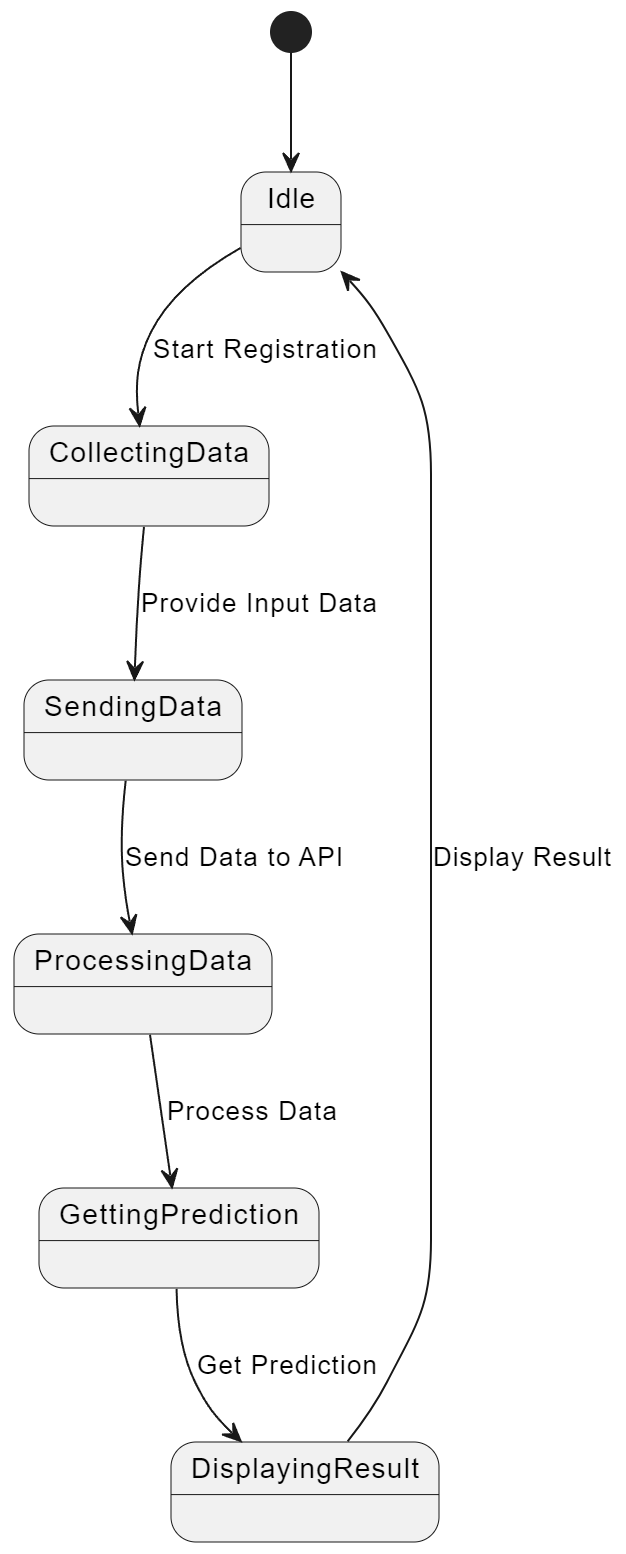 Idle
Start Registration
CollectingData
Provide Input Data
SendingData
Send Data to API
Display Result
ProcessingData
Process Data
GettingPrediction
Get Prediction
DisplayingResult